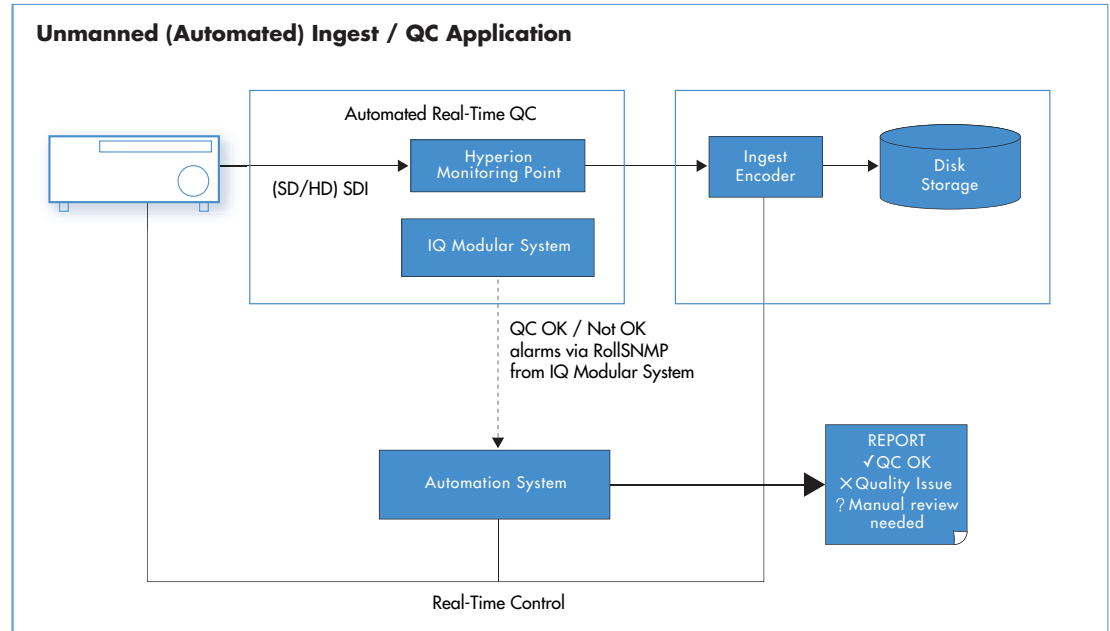 Unmanned (Automated) Ingest / QC Application
Automated Real-Time QC
(SD/HD) SDI
Hyperion
Monitoring Point
Ingest
Encoder
Disk
Storage
IQ Modular System
QC OK / Not OK
alarms via RollSNMP
from IQ Modular System
Automation System
REPORT
✓QC OK
✕Quality Issue
? Manual review
needed
Real-Time Control